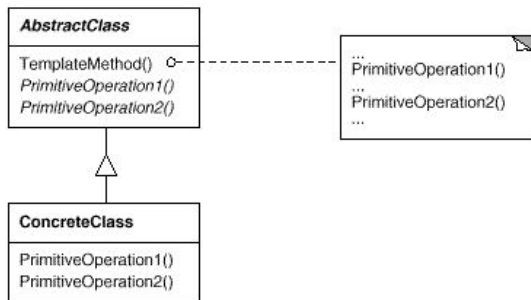 AbstractClass
TemplateMethod()
PrimitiveOperation1()
PrimitiveOperation2()
...
PrimitiveOperation1()
...
PrimitiveOperation2()
...
ConcreteClass
PrimitiveOperation1()
PrimitiveOperation2()